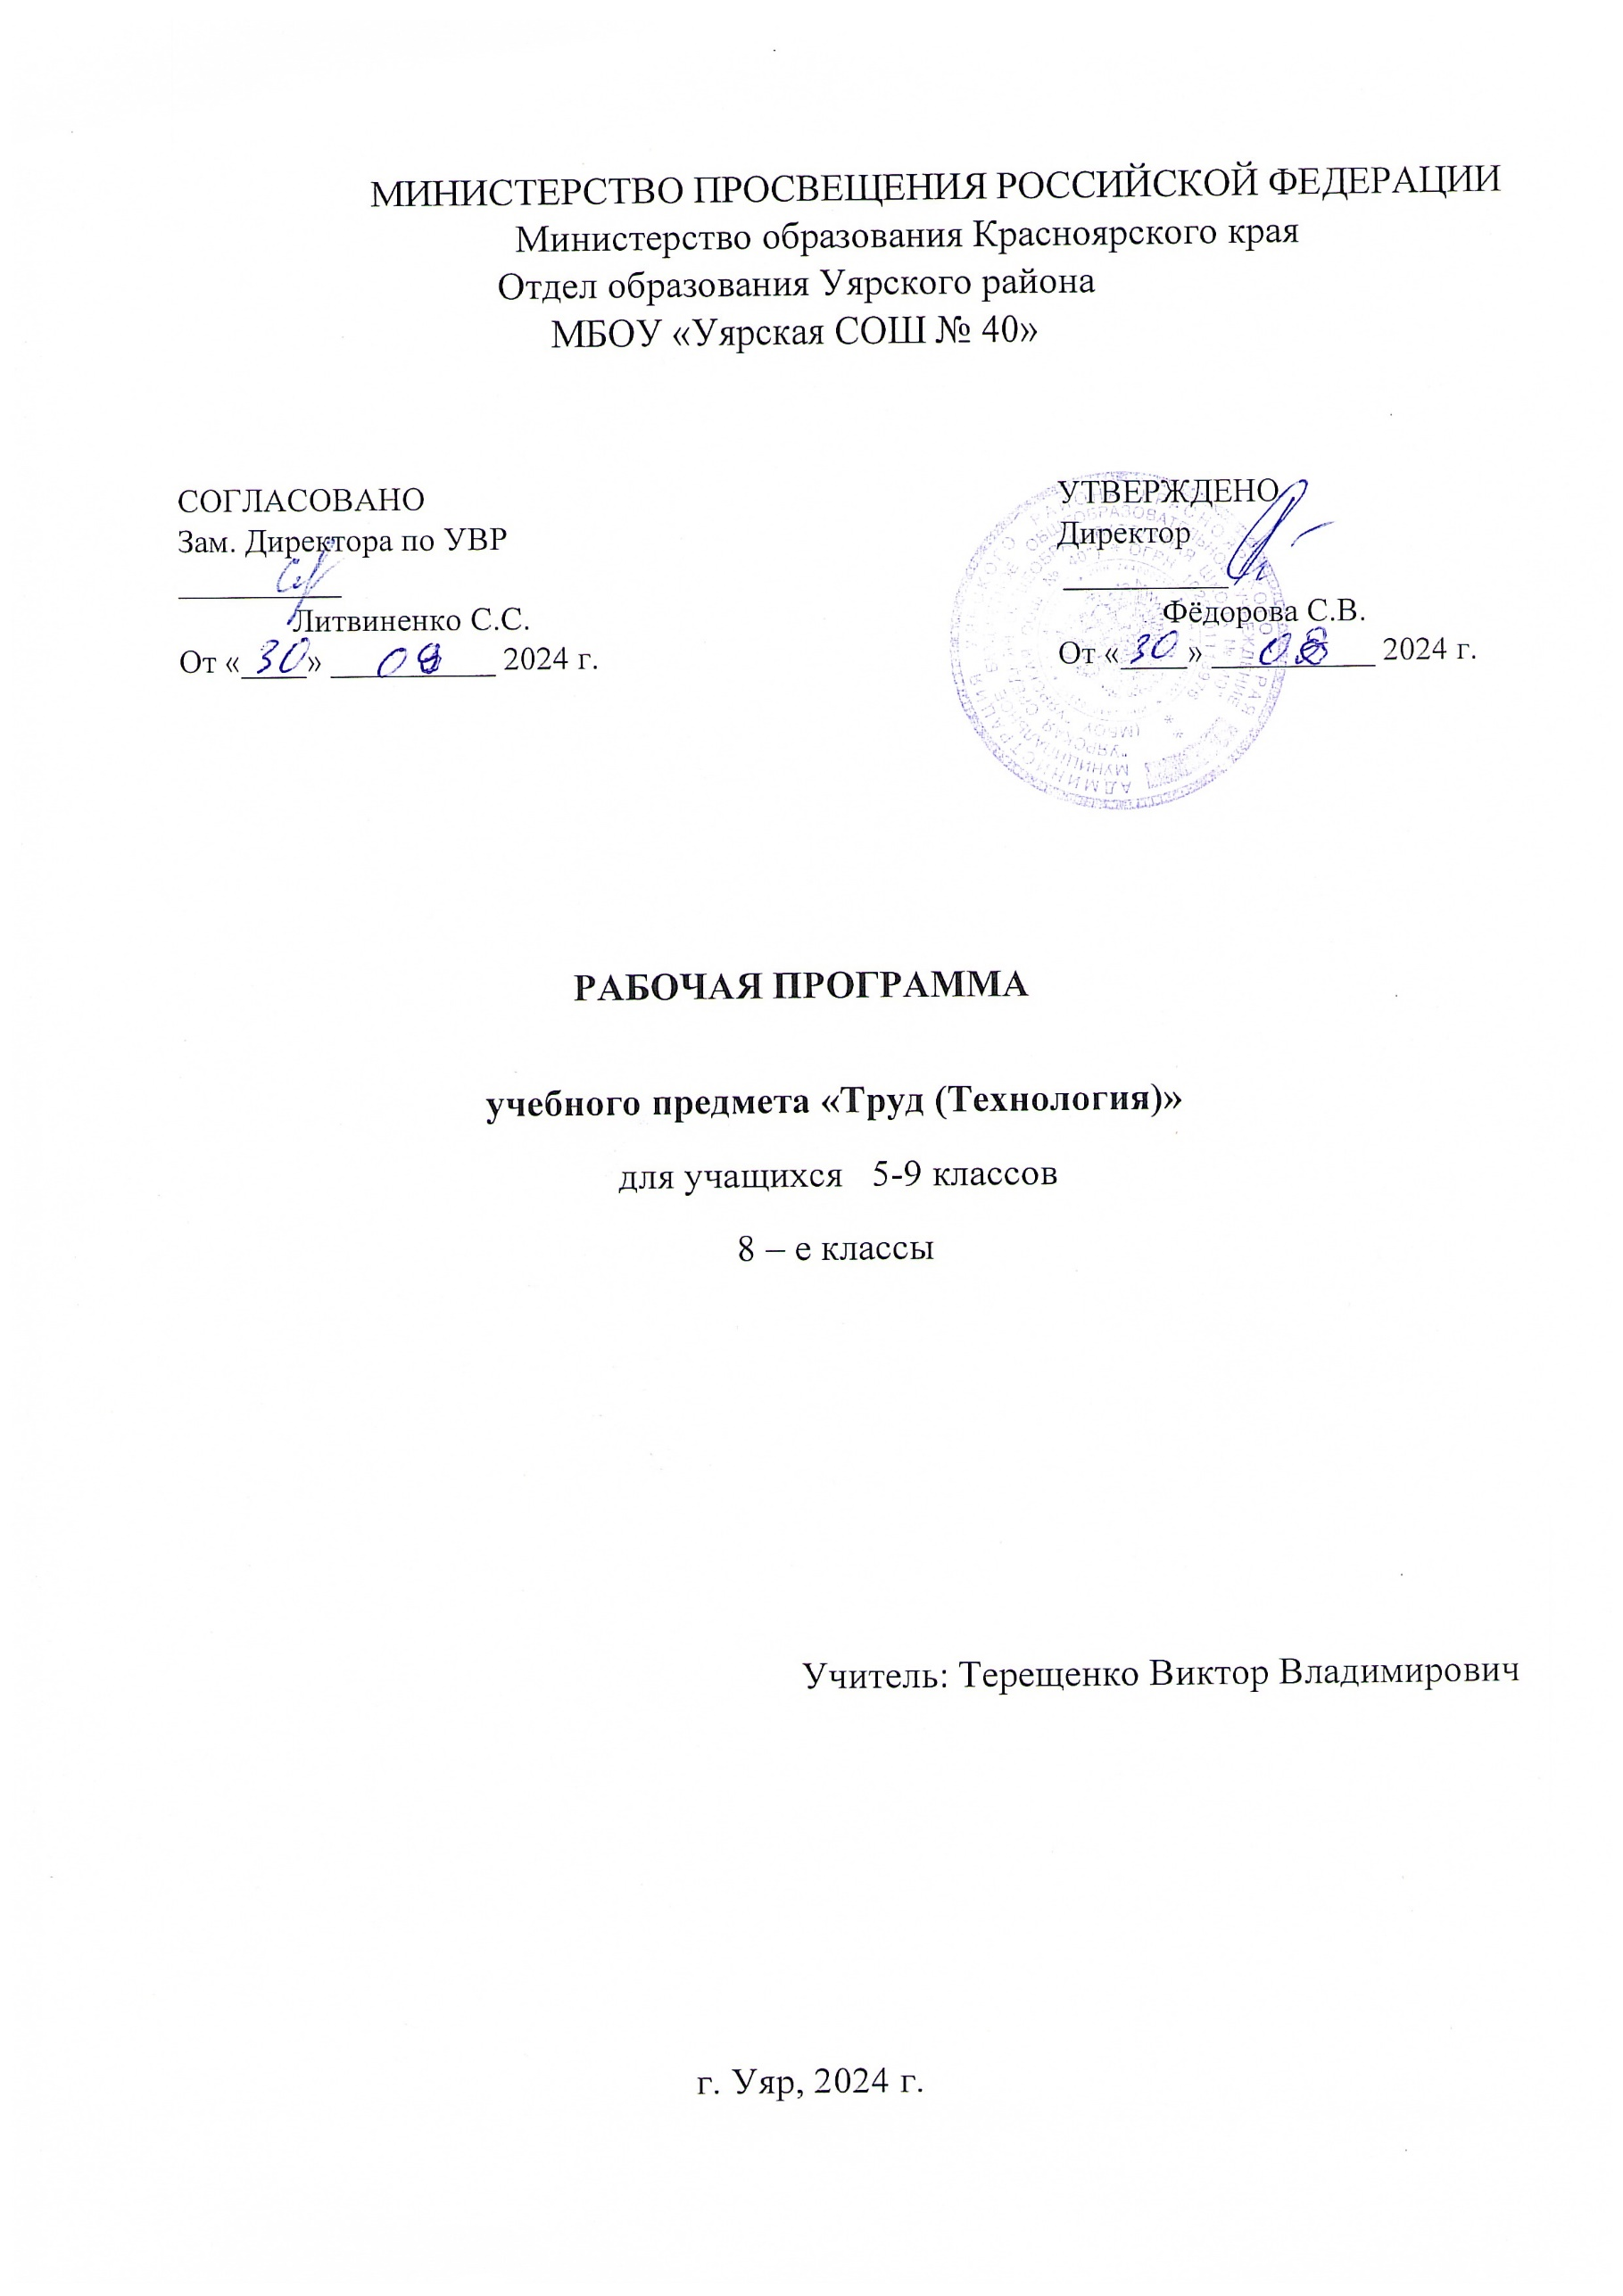 МИНИСТЕРСТВО ПРОСВЕЩЕНИЯ РОССИЙСКОЙ ФЕДЕРАЦИИ
Министерство образования Красноярского края
Отдел образования Уярского района
МБОУ «Уярская СОШ № 40»
СОГЛАСОВАНО
Зам. Директора по УВР
Литвиненко С.С.
От «30» 08 2024 г.
УТВЕРЖДЕНО
Директор
Фёдорова С.В.
От «30» 08 2024 г.
РАБОЧАЯ ПРОГРАММА
учебного предмета «Труд (Технология)»
для учащихся 5-9 классов
8 – е классы
Учитель: Терещенко Виктор Владимирович
г. Уяр, 2024 г.